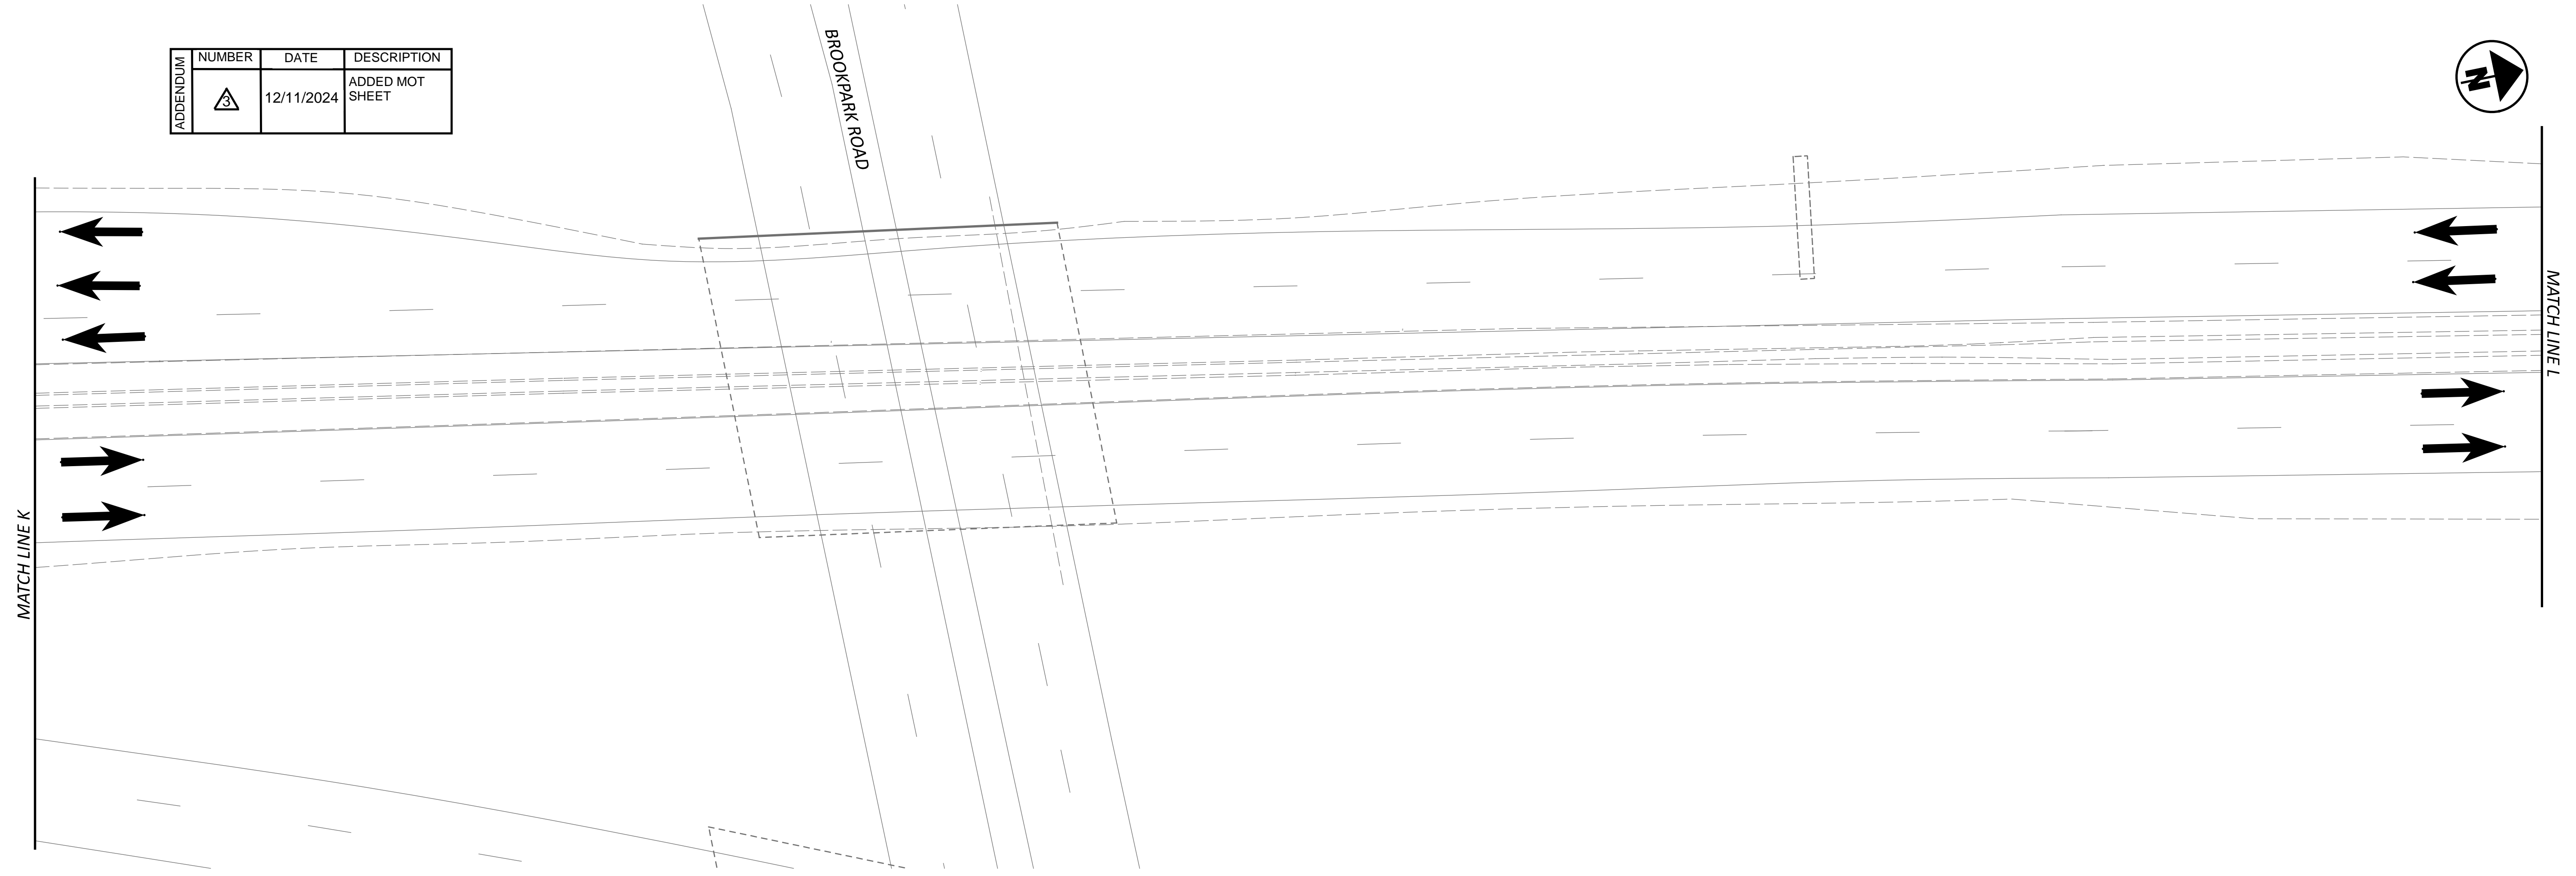 ADDENDUM
NUMBER DATE DESCRIPTION
3 12/11/2024 ADDED MOT
SHEET
BROOKPARK ROAD
N
MATCH LINE K
MATCH LINE L